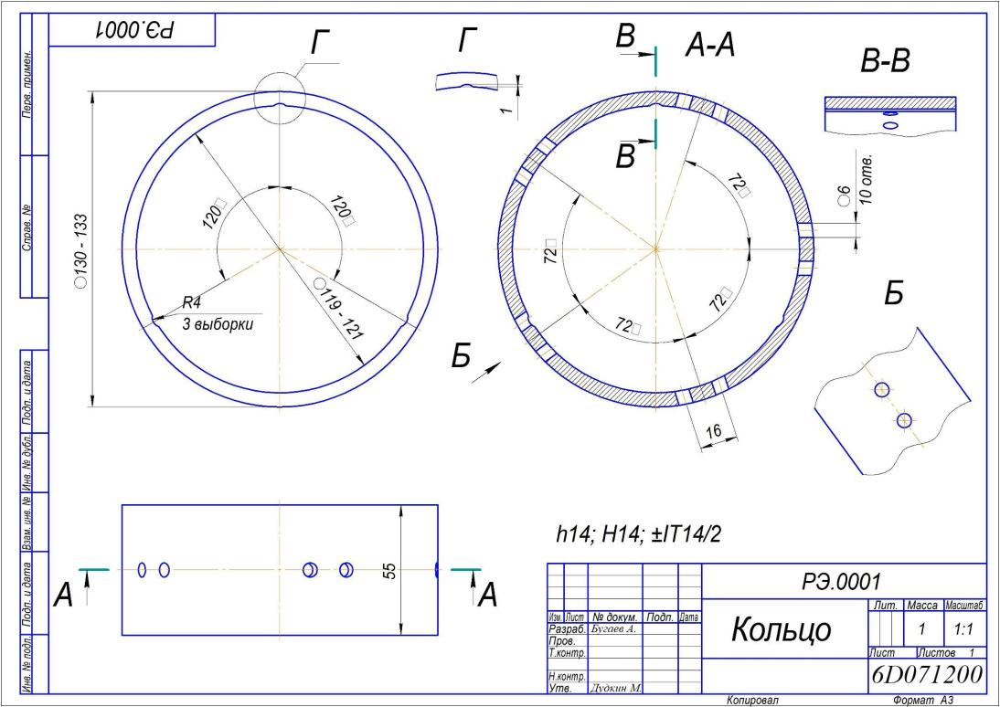 РЭ.0001
Перв. примен.
Справ. №
Подп. и дата
Инв. № дубл.
Взам. инв. №
Подп. и дата
Инв. № подл.
Г
○130 - 133
120□
120□
○119 - 121
R4
3 выборки
Г
1
В
В
А-А
72□
72□
72□
72□
16
○6
10 отв.
Б
В-В
Б
А
А
55
h14; H14; ±IT14/2
РЭ.0001
Изм. Лист № докум. Подп. Дата
Разраб. Бугаев А.
Пров.
Т.контр.
Н.контр.
Утв. Дудкин М.
Кольцо
Лит. Масса Масштаб
1 1:1
Лист Листов 1
6D071200
Копировал Формат А3